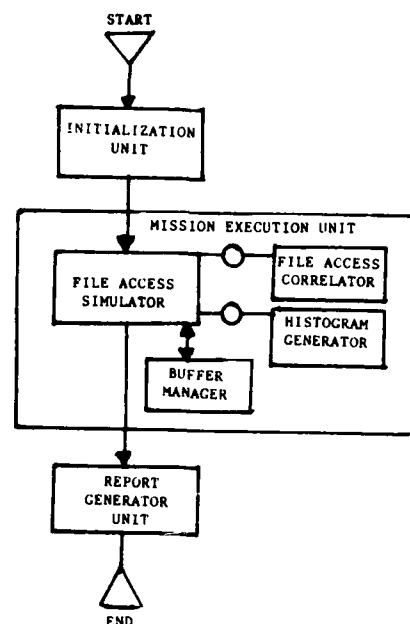 START
INITIALIZATION
UNIT
MISSION EXECUTION UNIT
FILE ACCESS
SIMULATOR
FILE ACCESS
CORRELATOR
HISTOGRAM
GENERATOR
BUFFER
MANAGER
REPORT
GENERATOR
UNIT
END